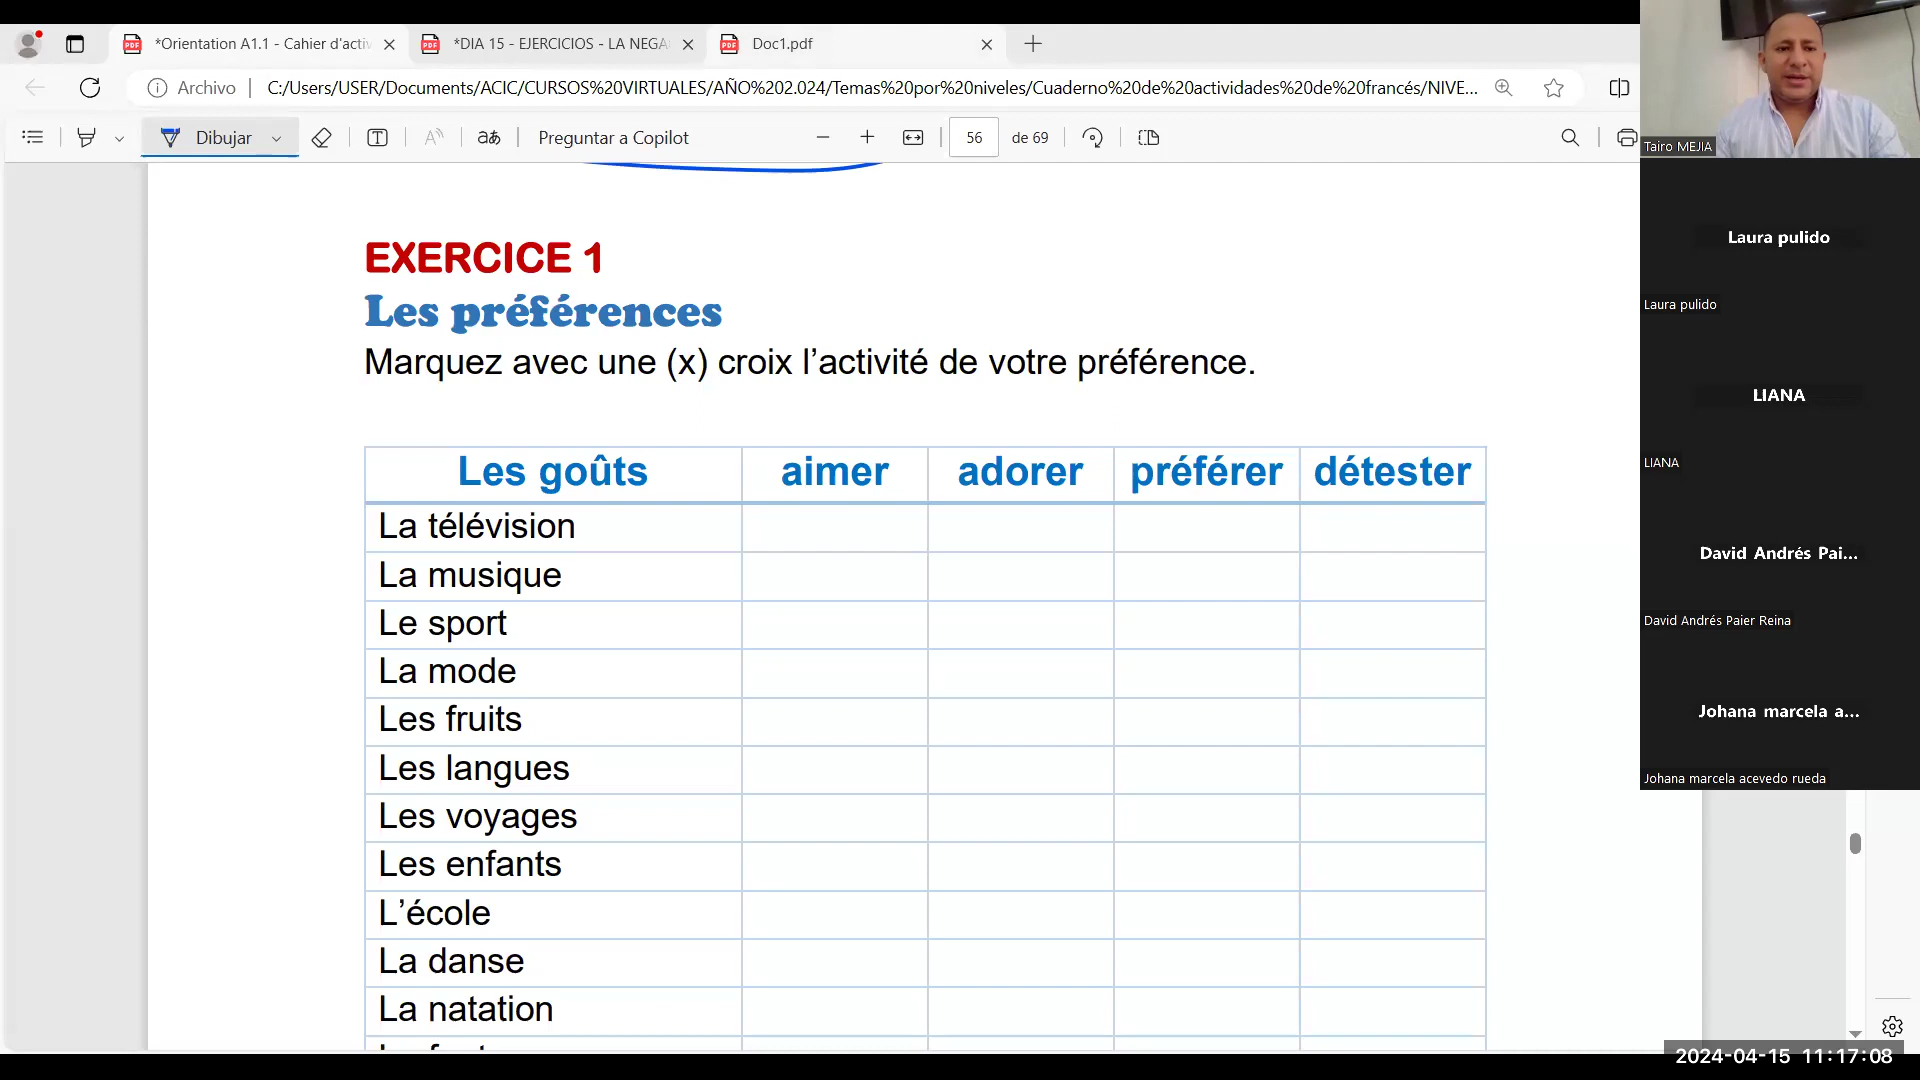 *Orientation A1.1 - Cahier d'activ
*DIA 15 - EJERCICIOS - LA NEGA
Doc1.pdf
Archivo
C:/Users/USER/Documents/ACIC/CURSOS%20VIRTUALES/AÑO%202.024/Temas%20por%20niveles/Cuaderno%20de%20actividades%20de%20francés/NIVE...
Dibujar
Preguntar a Copilot
56 de 69
EXERCICE 1
Les préférences
Marquez avec une (x) croix l’activité de votre préférence.
Les goûts aimer adorer préférer détester
La télévision
La musique
Le sport
La mode
Les fruits
Les langues
Les voyages
Les enfants
L’école
La danse
La natation
Tairo MEJIA
Laura pulido
Laura pulido
LIANA
LIANA
David Andrés Pai...
David Andrés Paier Reina
Johana marcela a...
Johana marcela acevedo rueda
2024-04-15 11:17:08